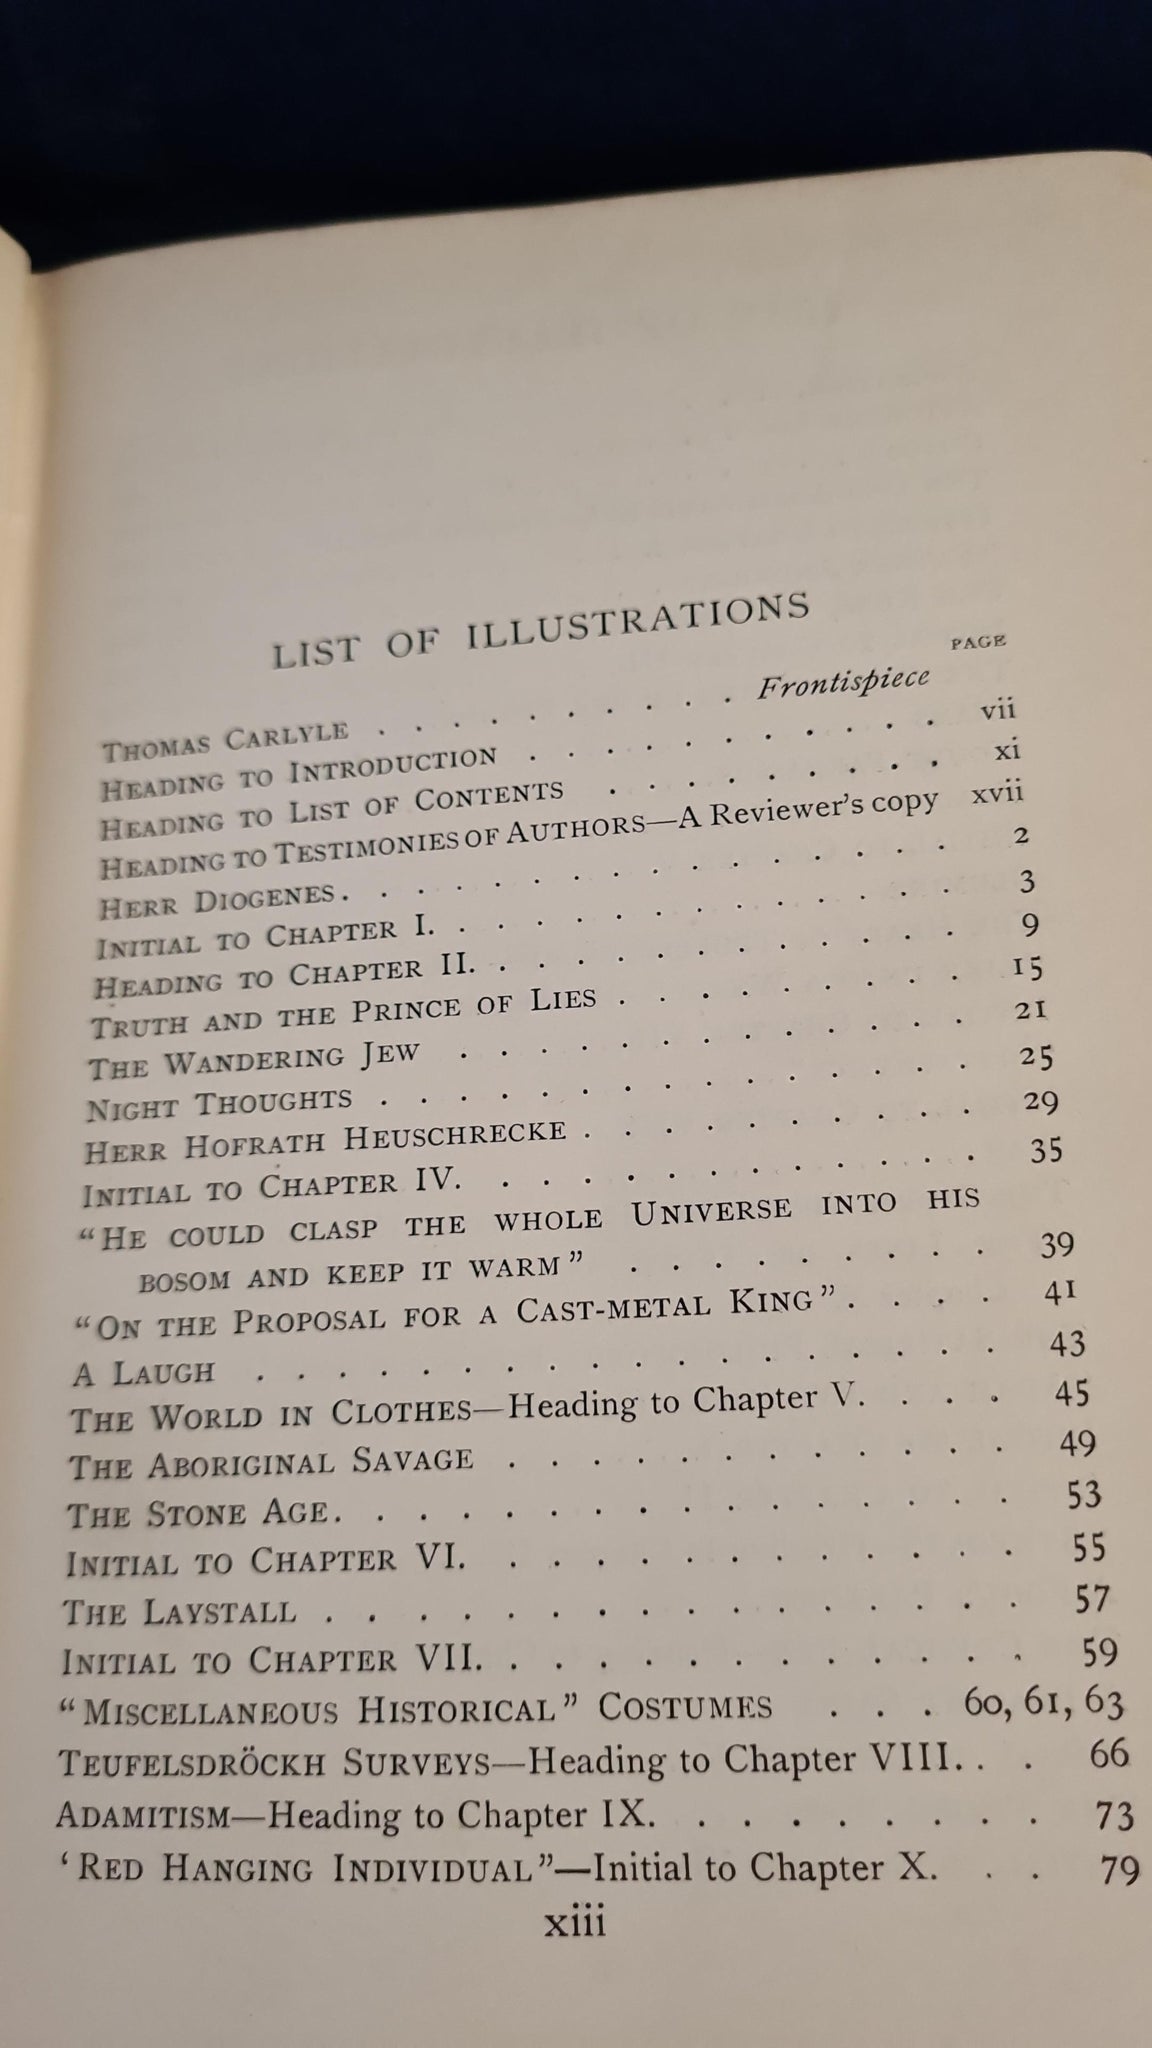 LIST OF ILLUSTRATIONS
PAGE
THOMAS CARLYLE . . . . . . . . . . Frontispiece
HEADING TO INTRODUCTION . . . . . . . . . . . vii
HEADING TO LIST OF CONTENTS . . . . . . . . . xi
HEADING TO TESTIMONIES OF AUTHORS—A Reviewer's copy xvii
HERR DIOGENES . . . . . . . . . . . . . . . . 2
INITIAL TO CHAPTER I. . . . . . . . . . . . . . 3
HEADING TO CHAPTER II. . . . . . . . . . . . . 9
TRUTH AND THE PRINCE OF LIES . . . . . . . . . 15
THE WANDERING JEW . . . . . . . . . . . . . 21
NIGHT THOUGHTS . . . . . . . . . . . . . . . 25
HERR HOFRATH HEUSCHRECKE . . . . . . . . . . 29
INITIAL TO CHAPTER IV. . . . . . . . . . . . . 35
"HE COULD CLASP THE WHOLE UNIVERSE INTO HIS
BOSOM AND KEEP IT WARM" . . . . . . . . . 39
"ON THE PROPOSAL FOR A CAST-METAL KING" . . . . 41
A LAUGH . . . . . . . . . . . . . . . . . . 43
THE WORLD IN CLOTHES—Heading to Chapter V. . . . 45
THE ABORIGINAL SAVAGE . . . . . . . . . . . 49
THE STONE AGE. . . . . . . . . . . . . . . . 53
INITIAL TO CHAPTER VI. . . . . . . . . . . . . 55
THE LAYSTALL . . . . . . . . . . . . . . . . 57
INITIAL TO CHAPTER VII. . . . . . . . . . . . . 59
"MISCELLANEOUS HISTORICAL" COSTUMES . . . 60, 61, 63
TEUFELSDRÖCKH SURVEYS—Heading to Chapter VIII. . . 66
ADAMITISM—Heading to Chapter IX. . . . . . . . . 73
'RED HANGING INDIVIDUAL"—Initial to Chapter X. . . 79
xiii